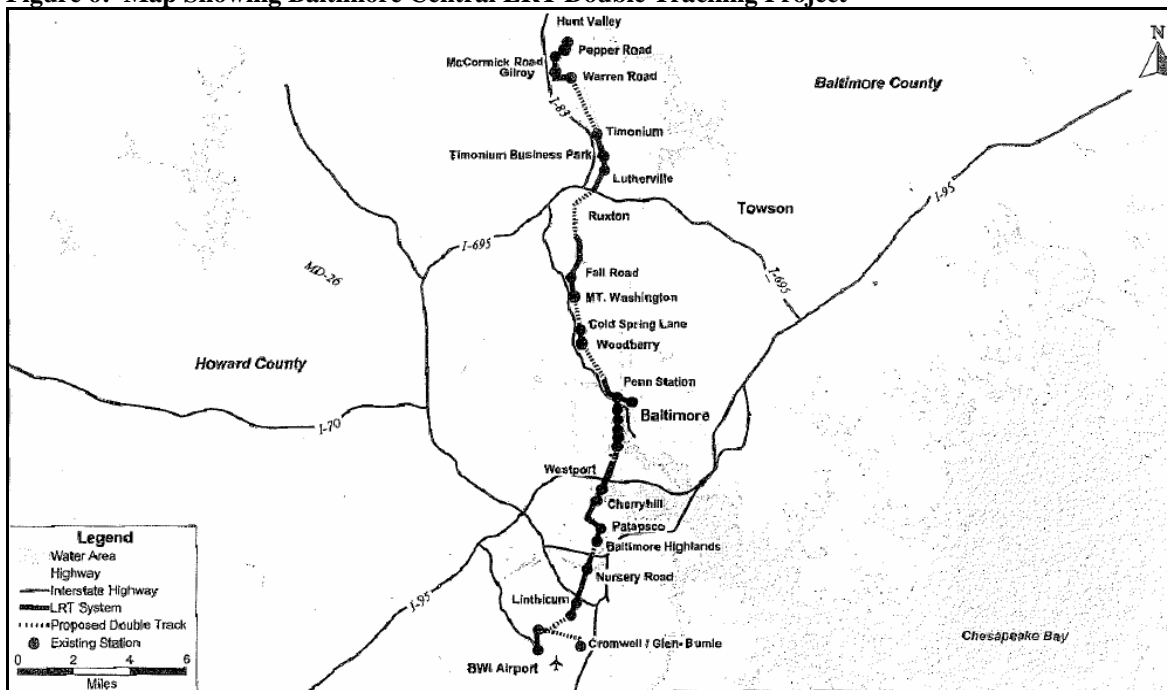 Figure 6: Map Showing Baltimore Central LRT Double Tracking Project
Hunt Valley
N
Pepper Road
McCormick Road
Gilroy
Warren Road
Baltimore County
I-83
Timonium
Timonium Business Park
Lutherville
I-95
Ruxton
Towson
I-695
MD-26
Fall Road
I-695
MT. Washington
Cold Spring Lane
Woodberry
Howard County
Penn Station
Baltimore
I-70
Westport
Cherryhill
Patapsco
Baltimore Highlands
Nursery Road
Linthicum
I-95
Cromwell / Glen-Burnie
BWI Airport
Chesapeake Bay
Legend
Water Area
Highway
Interstate Highway
LRT System
Proposed Double Track
Existing Station
0 2 4 6
Miles